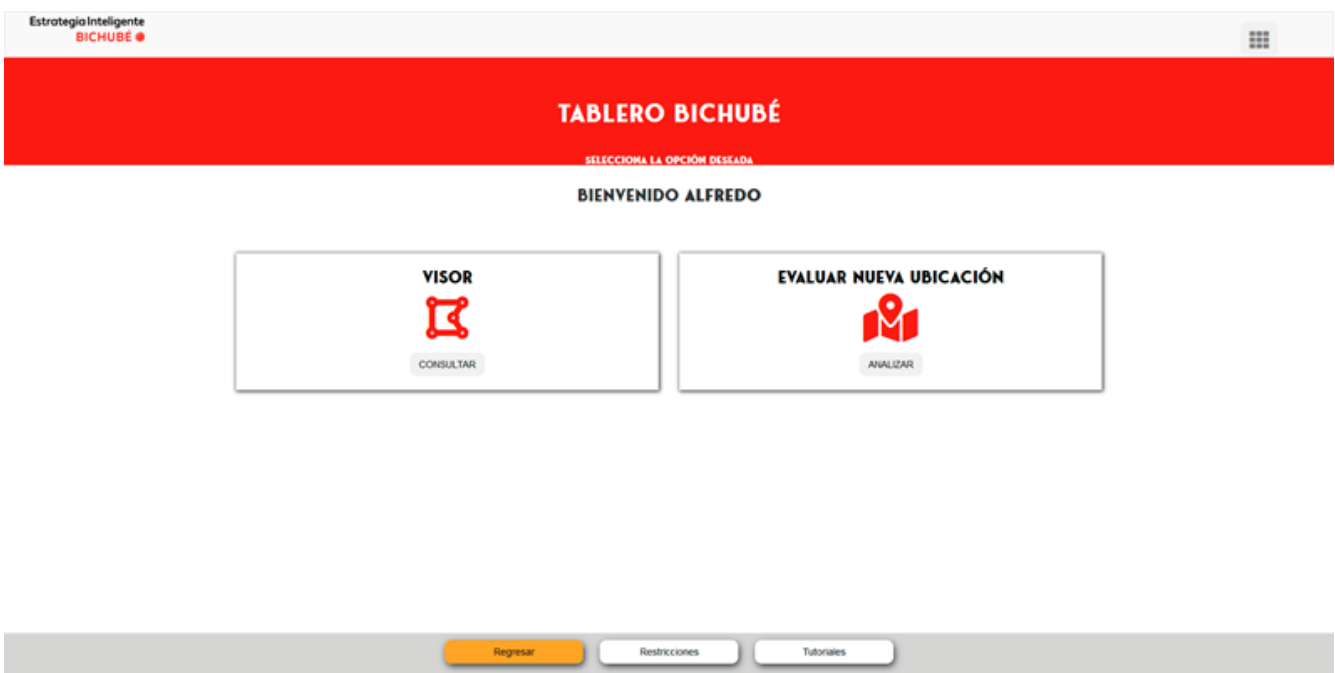 Estrategia Inteligente
BICHUBÉ
TABLERO BICHUBÉ
SELECCIONA LA OPCIÓN DESEADA
BIENVENIDO ALFREDO
VISOR
CONSULTAR
EVALUAR NUEVA UBICACIÓN
ANALIZAR
Regresar
Restricciones
Tutoriales